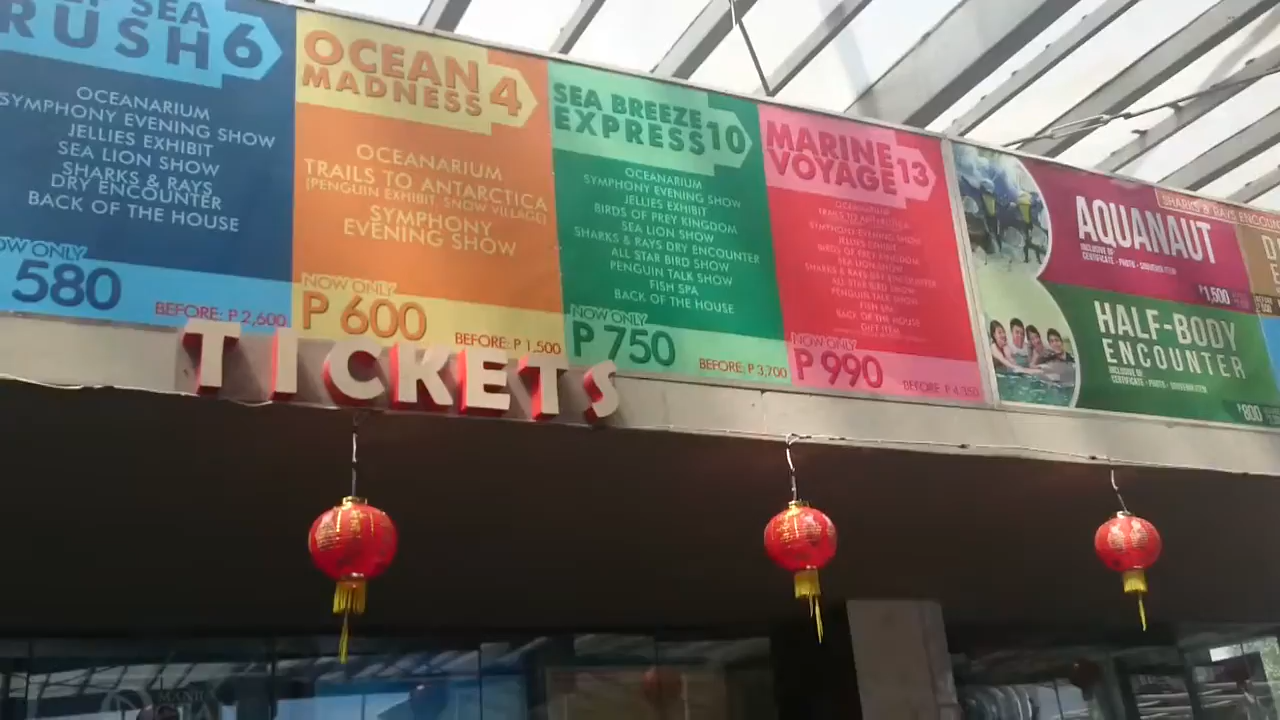 SEA
RUSH 6
OCEANARIUM
SYMPHONY EVENING SHOW
JELLIES EXHIBIT
SEA LION SHOW
SHARKS & RAYS
DRY ENCOUNTER
BACK OF THE HOUSE
NOW ONLY
580
BEFORE: P 2,600
OCEAN
MADNESS 4
OCEANARIUM
TRAILS TO ANTARCTICA
(PENGUIN EXHIBIT, SNOW VILLAGE)
SYMPHONY
EVENING SHOW
NOW ONLY
P 600
BEFORE: P 1,500
SEA BREEZE
EXPRESS 10
OCEANARIUM
SYMPHONY EVENING SHOW
JELLIES EXHIBIT
BIRDS OF PREY KINGDOM
SEA LION SHOW
SHARKS & RAYS DRY ENCOUNTER
ALL STAR BIRD SHOW
PENGUIN TALK SHOW
FISH SPA
BACK OF THE HOUSE
NOW ONLY
P 750
BEFORE: P 3,700
MARINE
VOYAGE 13
OCEANARIUM
TRAILS TO ANTARCTICA
SYMPHONY EVENING SHOW
JELLIES EXHIBIT
BIRDS OF PREY KINGDOM
SEA LION SHOW
SHARKS & RAYS DRY ENCOUNTER
ALL STAR BIRD SHOW
PENGUIN TALK SHOW
FISH SPA
BACK OF THE HOUSE
GIFT ITEM
NOW ONLY
P 990
BEFORE: P 4,350
SHARKS & RAYS
AQUANAUT
INCLUSIVE OF
CERTIFICATE - PHOTO - SOUVENIR ITEM
P1,500
HALF-BODY
ENCOUNTER
INCLUSIVE OF
CERTIFICATE - PHOTO - SOUVENIR ITEM
P800
TICKETS